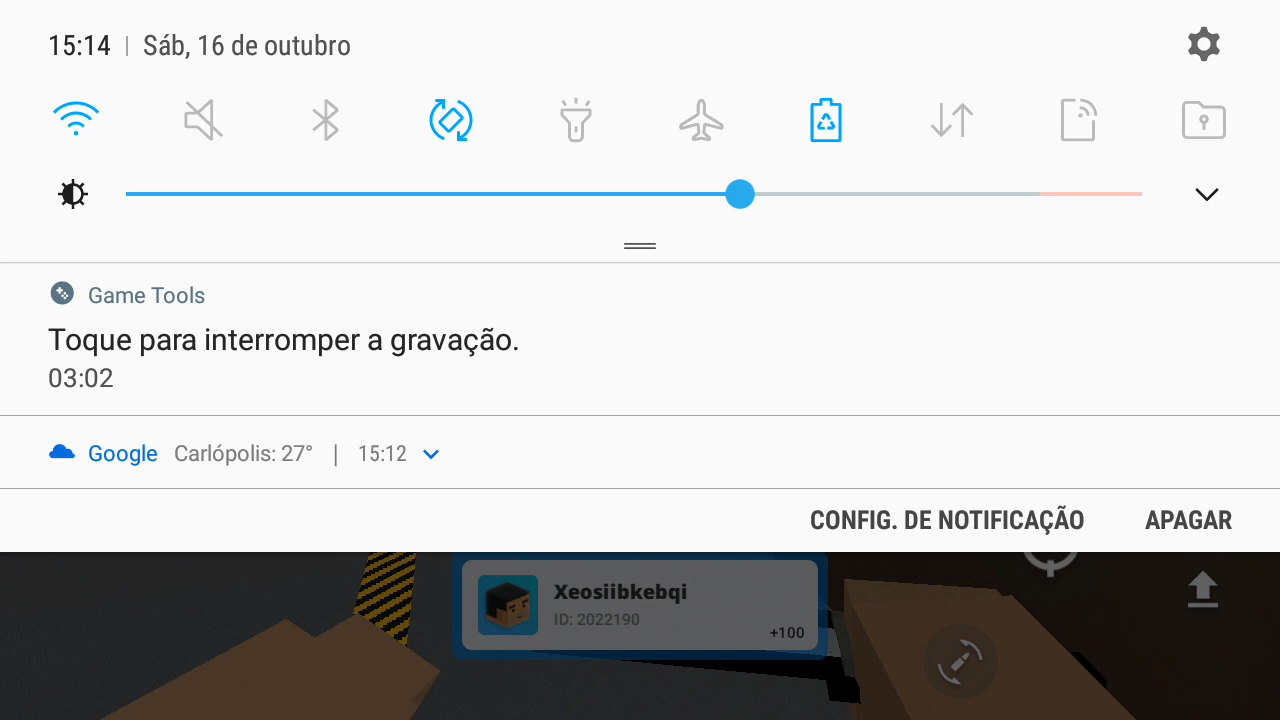 15:14 | Sáb, 16 de outubro
Game Tools
Toque para interromper a gravação.
03:02
Google Carlópolis: 27° | 15:12
CONFIG. DE NOTIFICAÇÃO APAGAR
Xeosiibkebqi
ID: 2022190
+100